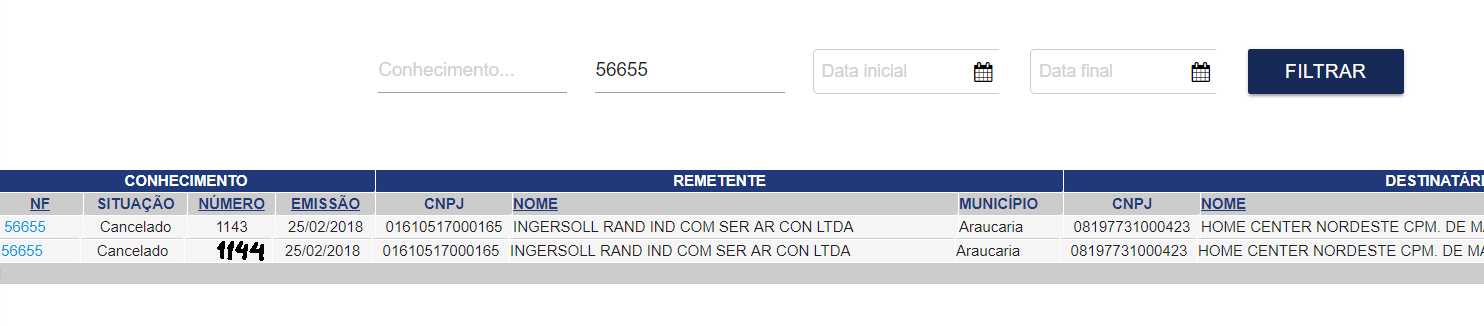 Conhecimento... 56655 Data inicial Data final FILTRAR
CONHECIMENTO REMETENTE DESTINATÁRI
NF SITUAÇÃO NÚMERO EMISSÃO CNPJ NOME MUNICÍPIO CNPJ NOME
56655 Cancelado 1143 25/02/2018 01610517000165 INGERSOLL RAND IND COM SER AR CON LTDA Araucaria 08197731000423 HOME CENTER NORDESTE CPM. DE MA
56655 Cancelado 1144 25/02/2018 01610517000165 INGERSOLL RAND IND COM SER AR CON LTDA Araucaria 08197731000423 HOME CENTER NORDESTE CPM. DE MA